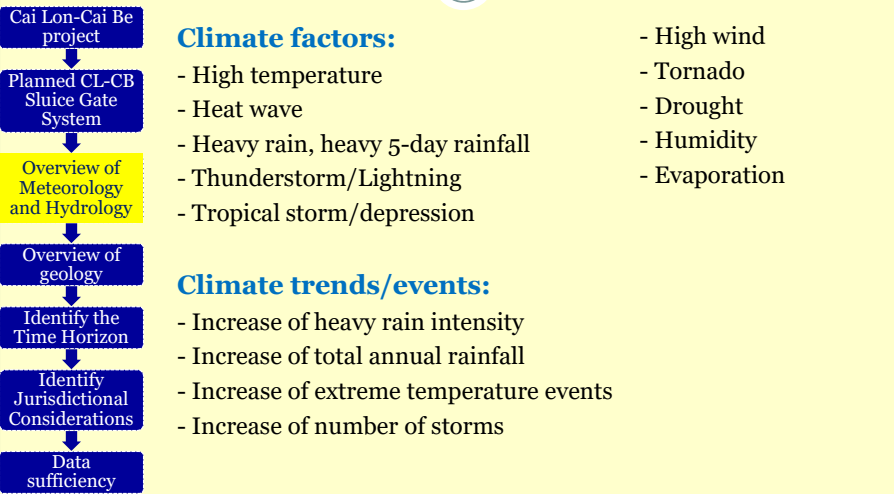 Cai Lon-Cai Be
project
Planned CL-CB
Sluice Gate
System
Overview of
Meteorology
and Hydrology
Overview of
geology
Identify the
Time Horizon
Identify
Jurisdictional
Considerations
Data
sufficiency
Climate factors:
- High temperature
- Heat wave
- Heavy rain, heavy 5-day rainfall
- Thunderstorm/Lightning
- Tropical storm/depression
- High wind
- Tornado
- Drought
- Humidity
- Evaporation
Climate trends/events:
- Increase of heavy rain intensity
- Increase of total annual rainfall
- Increase of extreme temperature events
- Increase of number of storms